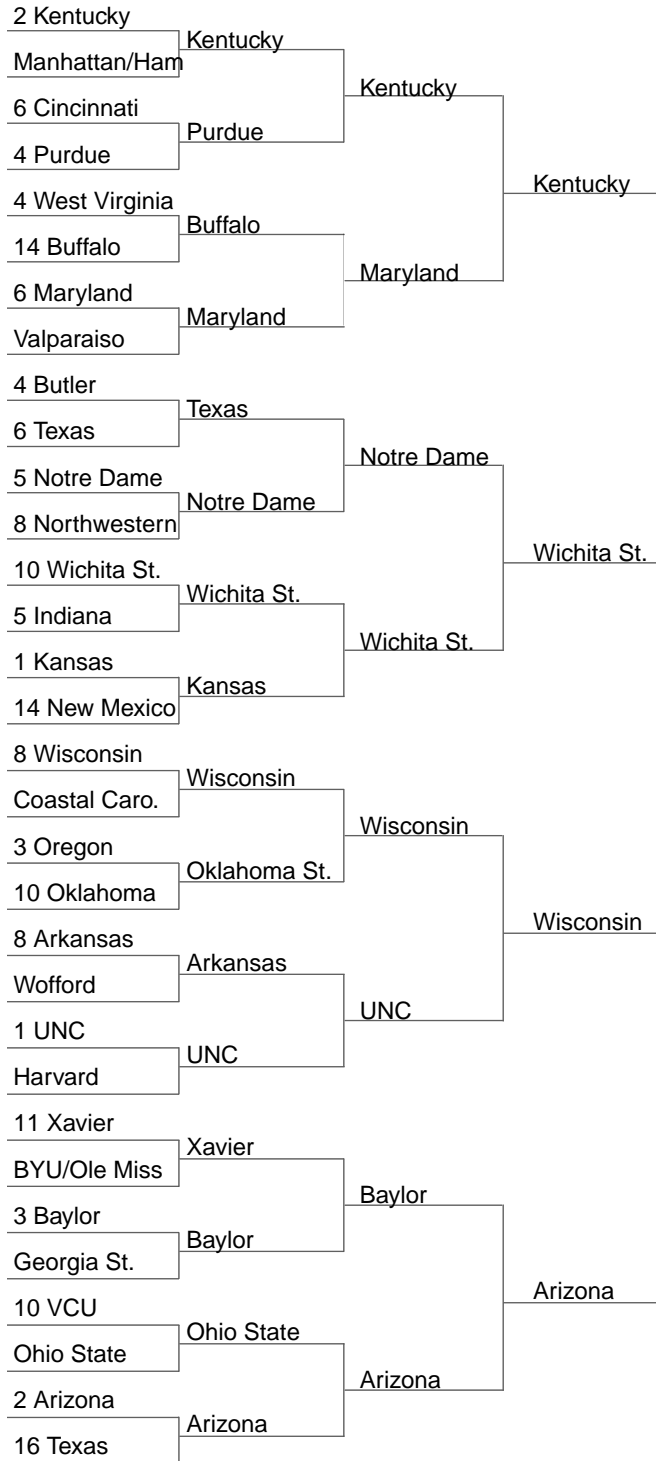 2 Kentucky
Manhattan/Ham
6 Cincinnati
4 Purdue
4 West Virginia
14 Buffalo
6 Maryland
Valparaiso
4 Butler
6 Texas
5 Notre Dame
8 Northwestern
10 Wichita St.
5 Indiana
1 Kansas
14 New Mexico
8 Wisconsin
Coastal Caro.
3 Oregon
10 Oklahoma
8 Arkansas
Wofford
1 UNC
Harvard
11 Xavier
BYU/Ole Miss
3 Baylor
Georgia St.
10 VCU
Ohio State
2 Arizona
16 Texas
Kentucky
Purdue
Buffalo
Maryland
Texas
Notre Dame
Wichita St.
Kansas
Wisconsin
Oklahoma St.
Arkansas
UNC
Xavier
Baylor
Ohio State
Arizona
Kentucky
Maryland
Notre Dame
Wichita St.
Wisconsin
UNC
Baylor
Arizona
Kentucky
Wichita St.
Wisconsin
Arizona